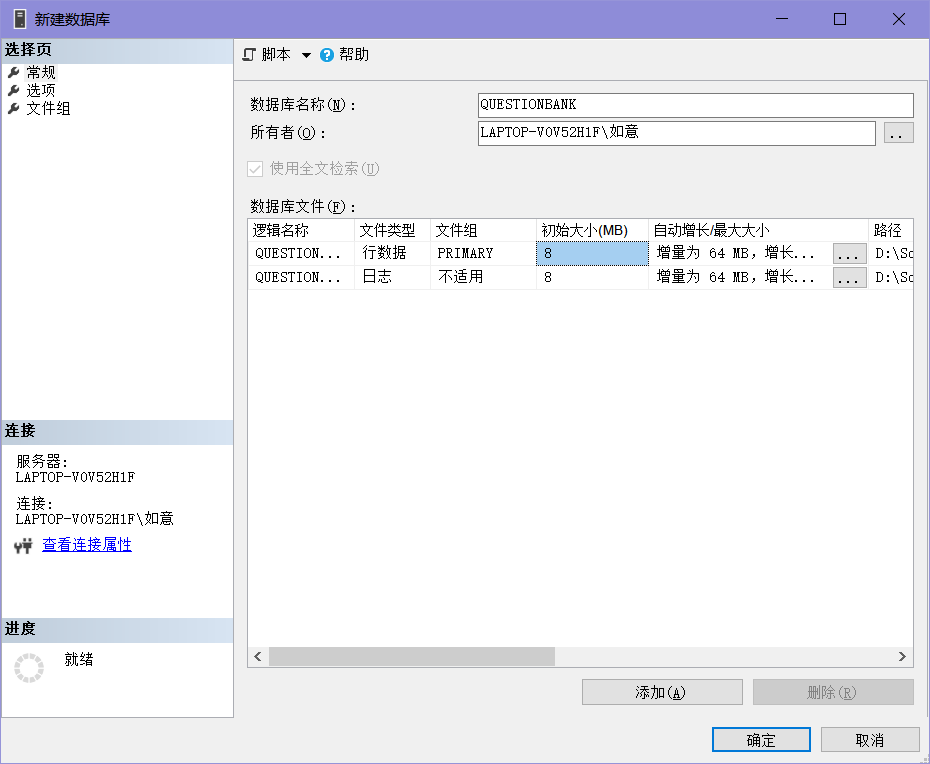 新建数据库
选择页
常规
选项
文件组
脚本 帮助
数据库名称(N):
QUESTIONBANK
所有者(O):
LAPTOP-V0V52H1F\如意
..
使用全文检索(U)
数据库文件(F):
逻辑名称 文件类型 文件组 初始大小(MB) 自动增长/最大大小 路径
QUESTION... 行数据 PRIMARY 8 增量为 64 MB，增长... ... D:\Sc
QUESTION... 日志 不适用 8 增量为 64 MB，增长... ... D:\Sc
连接
服务器:
LAPTOP-V0V52H1F
连接:
LAPTOP-V0V52H1F\如意
查看连接属性
进度
就绪
添加(A) 删除(R)
确定 取消